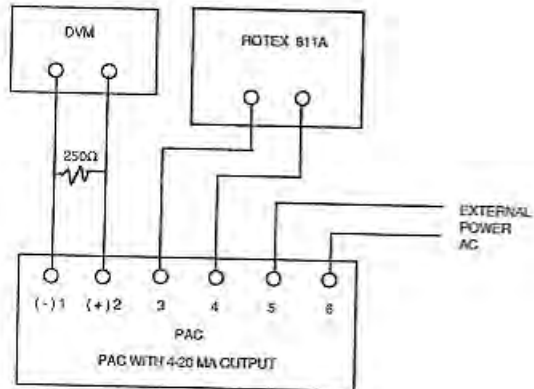 DVM
ROTEX 811A
250Ω
EXTERNAL
POWER
AC
(-)1 (+)2 3 4 5 6
PAC
PAC WITH 4-20 MA OUTPUT